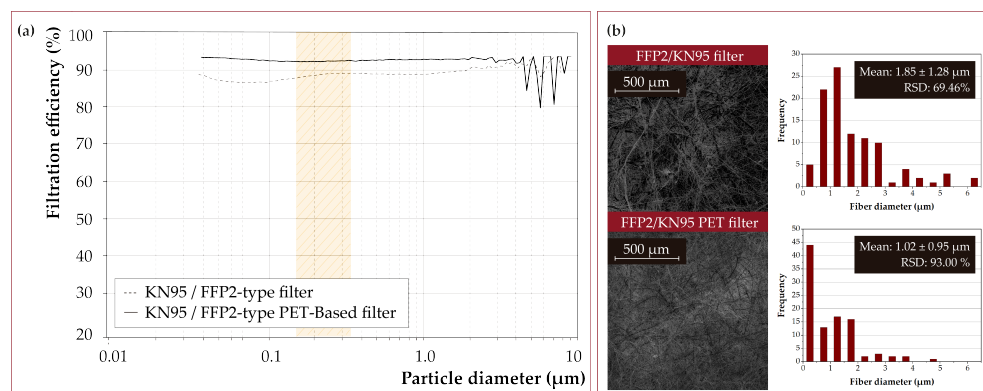 (a)
100
90
80
70
60
50
40
30
20
Filtration efficiency (%)
KN95 / FFP2-type filter
KN95 / FFP2-type PET-Based filter
0.01
0.1
1.0
10
Particle diameter (µm)
(b)
FFP2/KN95 filter
500 µm
FFP2/KN95 PET filter
500 µm
30
25
20
15
10
5
0
Frequency
Mean: 1.85 ± 1.28 µm
RSD: 69.46%
0 1 2 3 4 5 6
Fiber diameter (µm)
50
45
40
35
30
25
20
15
10
5
0
Frequency
Mean: 1.02 ± 0.95 µm
RSD: 93.00 %
0 1 2 3 4 5 6
Fiber diameter (µm)